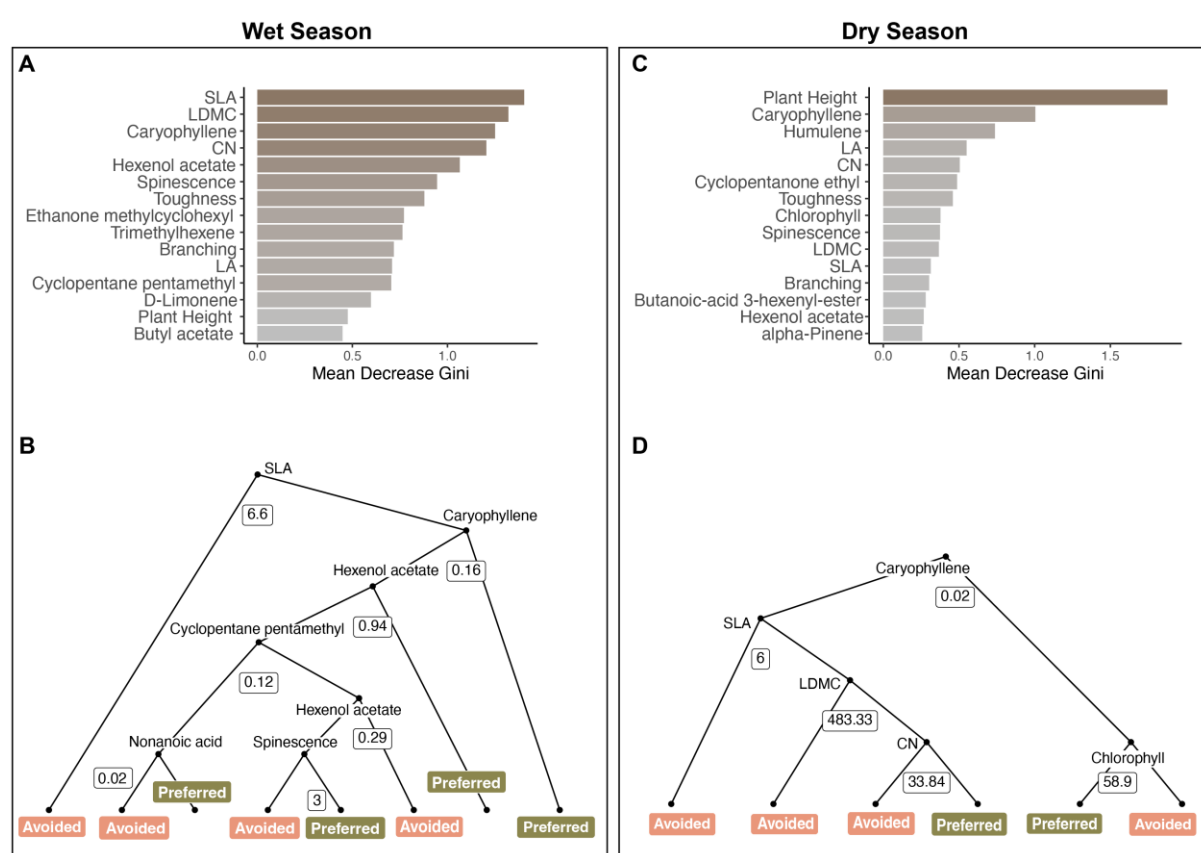 Wet Season
A
SLA
LDMC
Caryophyllene
CN
Hexenol acetate
Spinescence
Toughness
Ethanone methylcyclohexyl
Trimethylhexene
Branching
LA
Cyclopentane pentamethyl
D-Limonene
Plant Height
Butyl acetate
0.0 0.5 1.0
Mean Decrease Gini
B
SLA
6.6
Caryophyllene
Hexenol acetate
0.16
0.94
Cyclopentane pentamethyl
0.12
Hexenol acetate
0.29
Nonanoic acid
Spinescence
0.02
Preferred
Preferred
3
Avoided Avoided Avoided Preferred Avoided Preferred
Dry Season
C
Plant Height
Caryophyllene
Humulene
LA
CN
Cyclopentanone ethyl
Toughness
Chlorophyll
Spinescence
LDMC
SLA
Branching
Butanoic-acid 3-hexenyl-ester
Hexenol acetate
alpha-Pinene
0.0 0.5 1.0 1.5
Mean Decrease Gini
D
Caryophyllene
0.02
SLA
6
LDMC
483.33
CN
Chlorophyll
33.84
58.9
Avoided Avoided Avoided Preferred Preferred Avoided